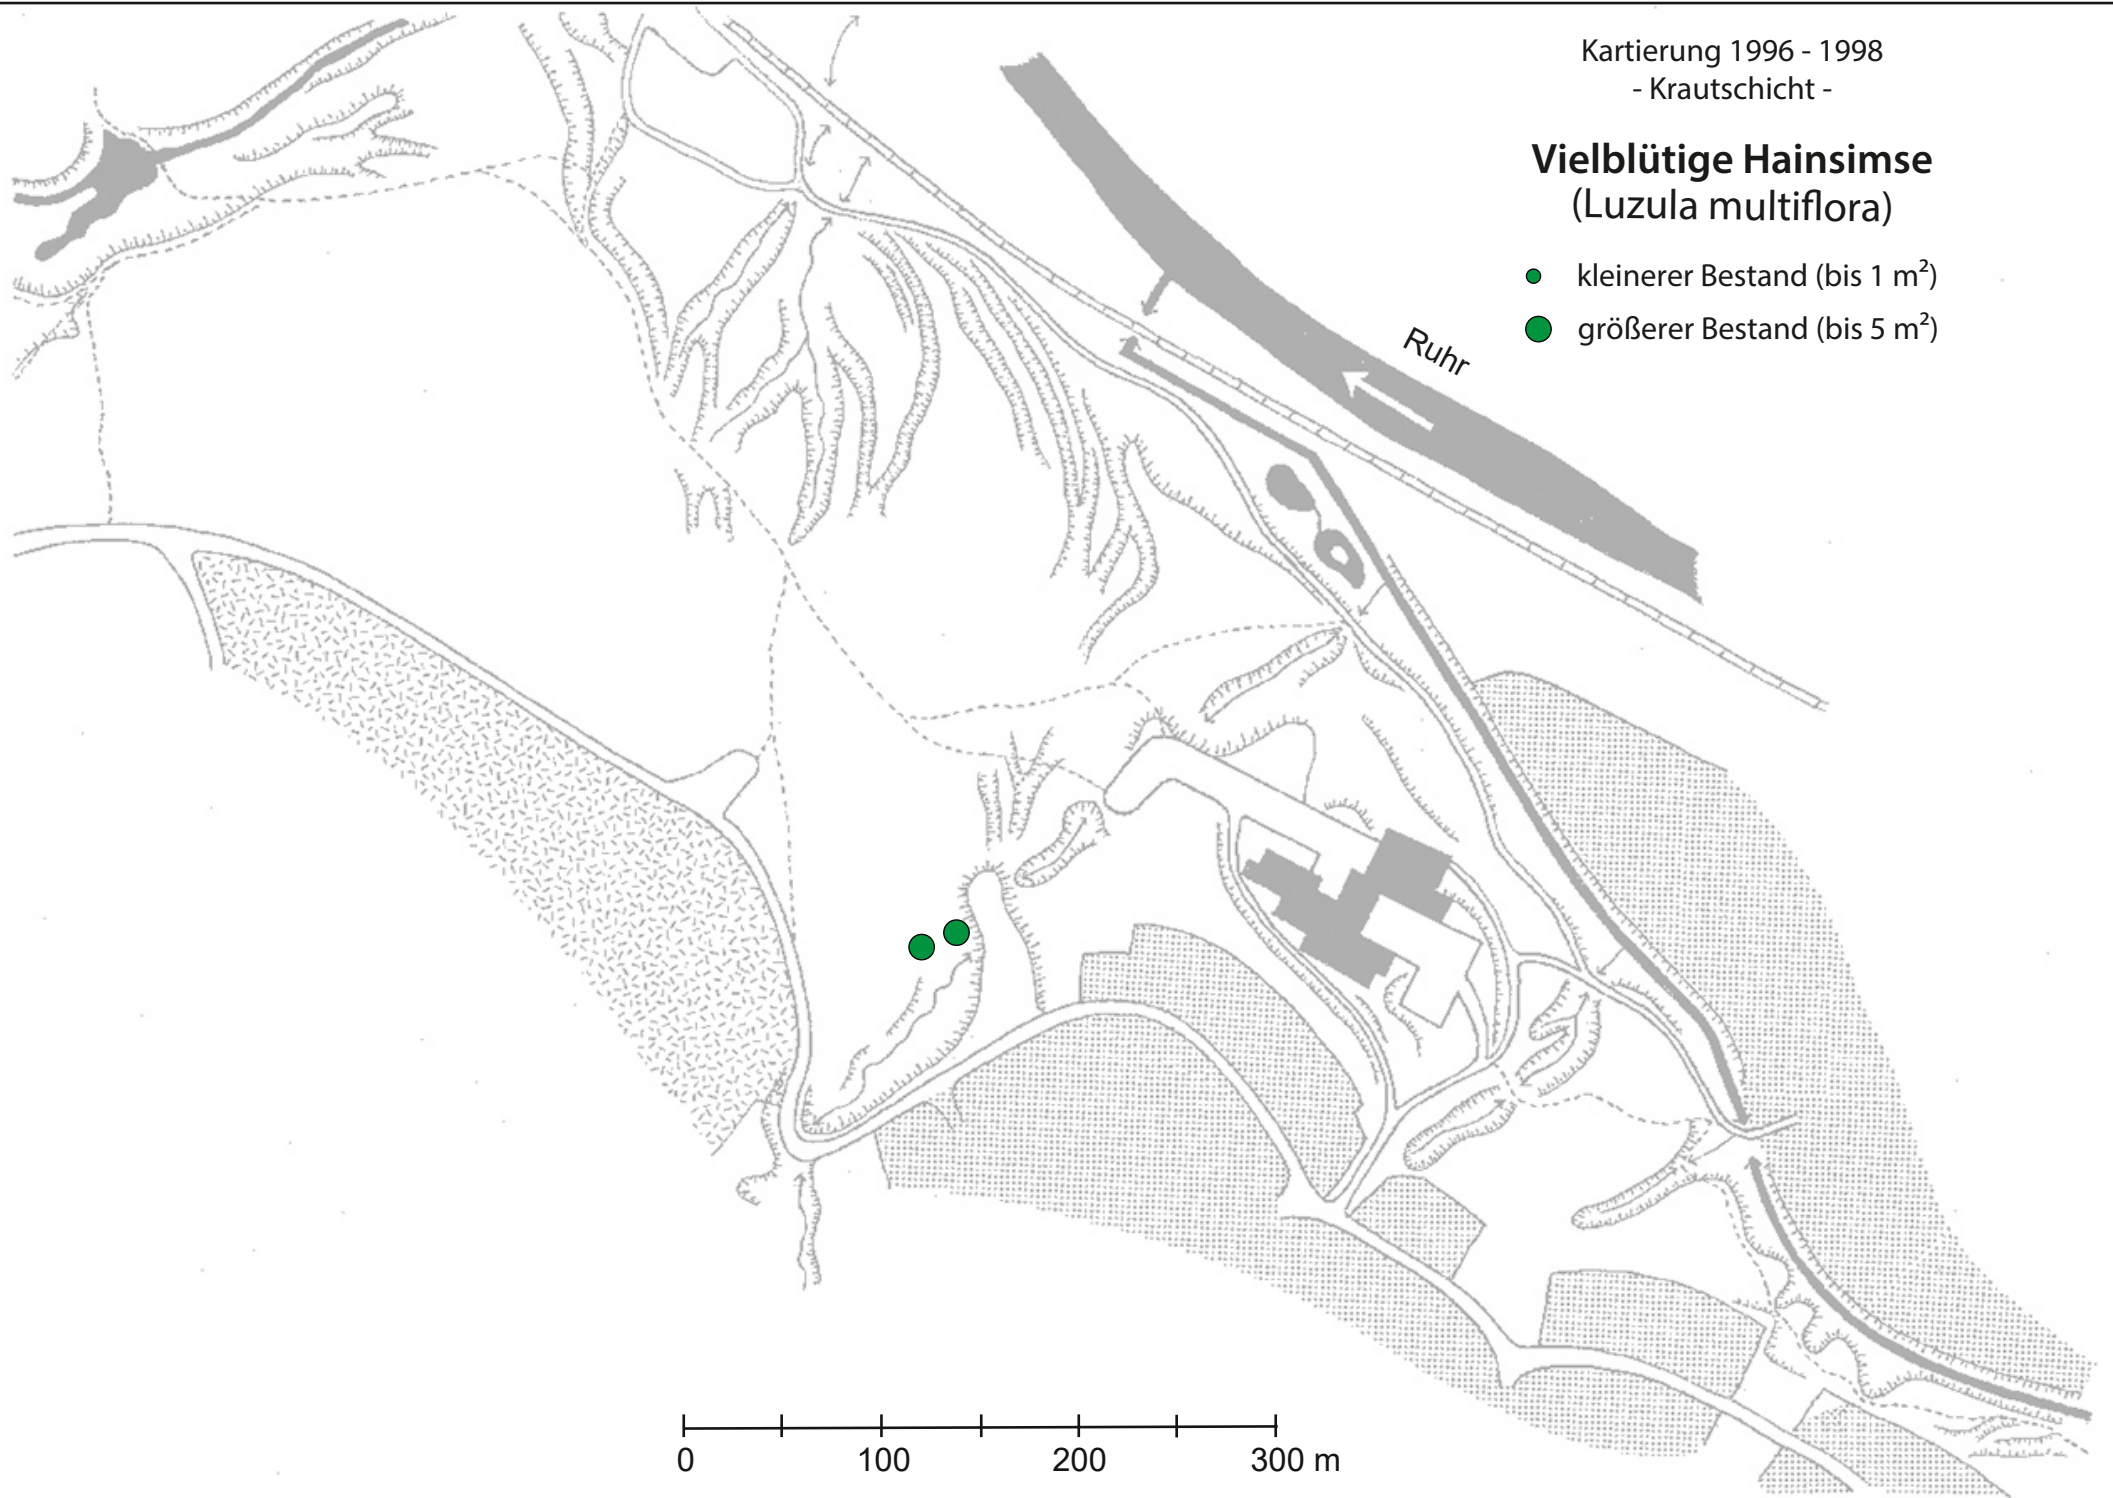 Kartierung 1996 - 1998
- Krautschicht -
Vielblütige Hainsimse
(Luzula multiflora)
kleinerer Bestand (bis 1 m²)
größerer Bestand (bis 5 m²)
Ruhr
0 100 200 300 m